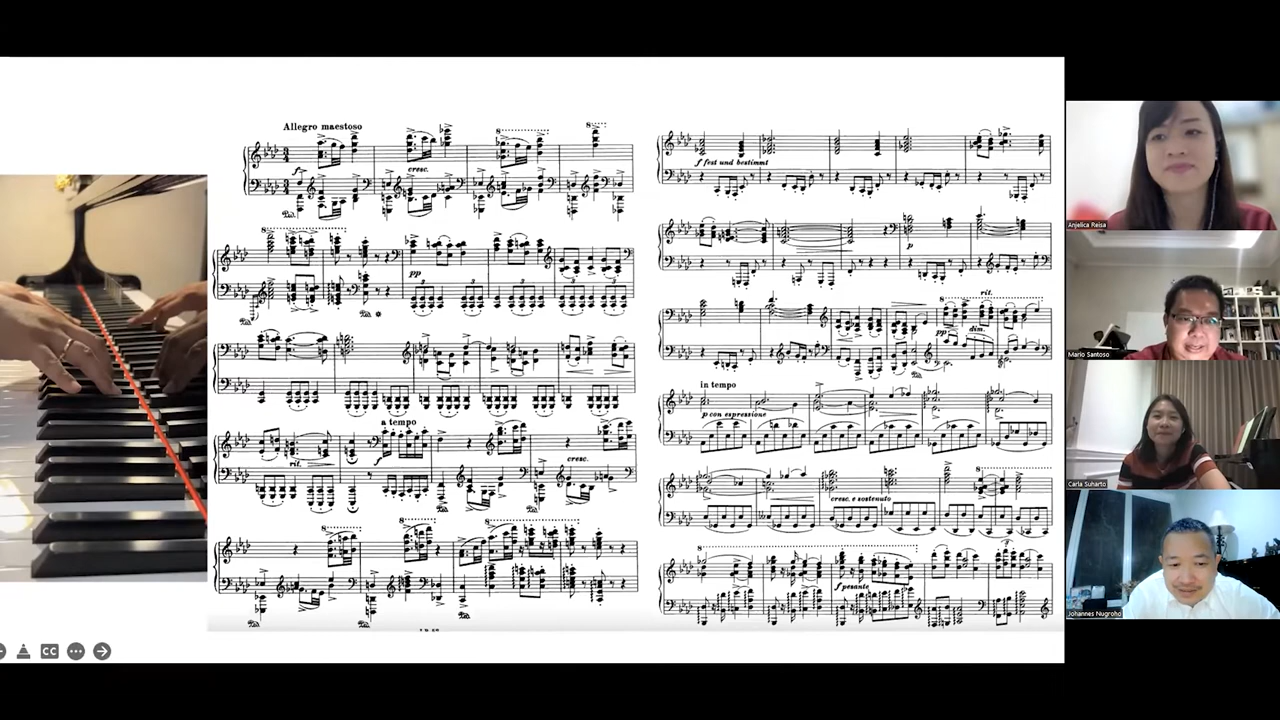 Allegro maestoso
f
cresc.
pp
rit.
a tempo
f
cresc.
f fest und bestimmt
p
rit.
pp
dim.
in tempo
p con espressione
cresc. e sostenuto
f pesante
Anjelica Reisa
Mario Santoso
Carla Suharto
Johannes Nugroho
CC